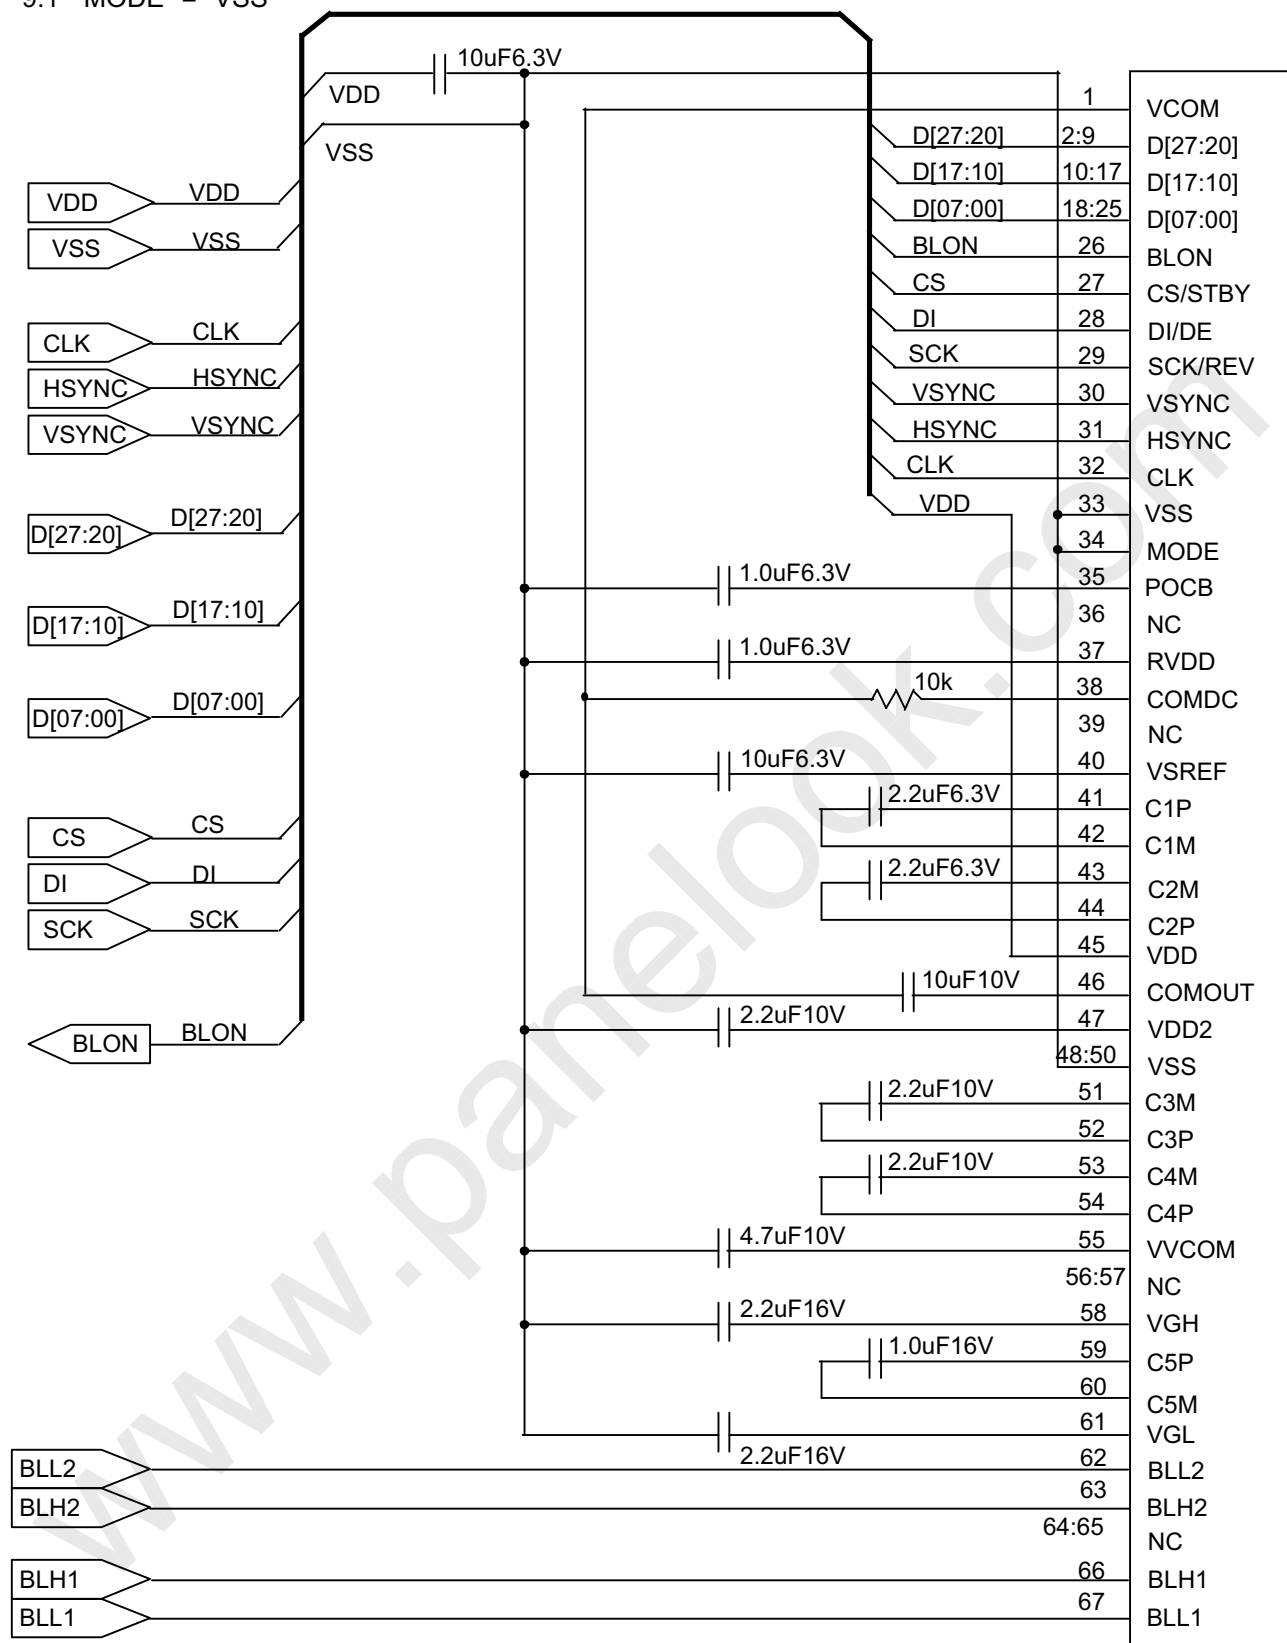 9.1 MODE = VSS
10uF6.3V
VDD
VSS
VDD VDD
VSS VSS
CLK CLK
HSYNC HSYNC
VSYNC VSYNC
D[27:20] D[27:20]
D[17:10] D[17:10]
D[07:00] D[07:00]
CS CS
DI DI
SCK SCK
BLON BLON
1 VCOM
D[27:20] 2:9 D[27:20]
D[17:10] 10:17 D[17:10]
D[07:00] 18:25 D[07:00]
BLON 26 BLON
CS 27 CS/STBY
DI 28 DI/DE
SCK 29 SCK/REV
VSYNC 30 VSYNC
HSYNC 31 HSYNC
CLK 32 CLK
VDD 33 VSS
34 MODE
1.0uF6.3V 35 POCB
36 NC
1.0uF6.3V 37 RVDD
10k 38 COMDC
39 NC
10uF6.3V 40 VSREF
2.2uF6.3V 41 C1P
42 C1M
2.2uF6.3V 43 C2M
44 C2P
45 VDD
10uF10V 46 COMOUT
2.2uF10V 47 VDD2
48:50 VSS
2.2uF10V 51 C3M
52 C3P
2.2uF10V 53 C4M
54 C4P
4.7uF10V 55 VVCOM
56:57 NC
2.2uF16V 58 VGH
1.0uF16V 59 C5P
60 C5M
61 VGL
2.2uF16V
BLL2 62 BLL2
BLH2 63 BLH2
64:65 NC
BLH1 66 BLH1
BLL1 67 BLL1
www.panelook.com